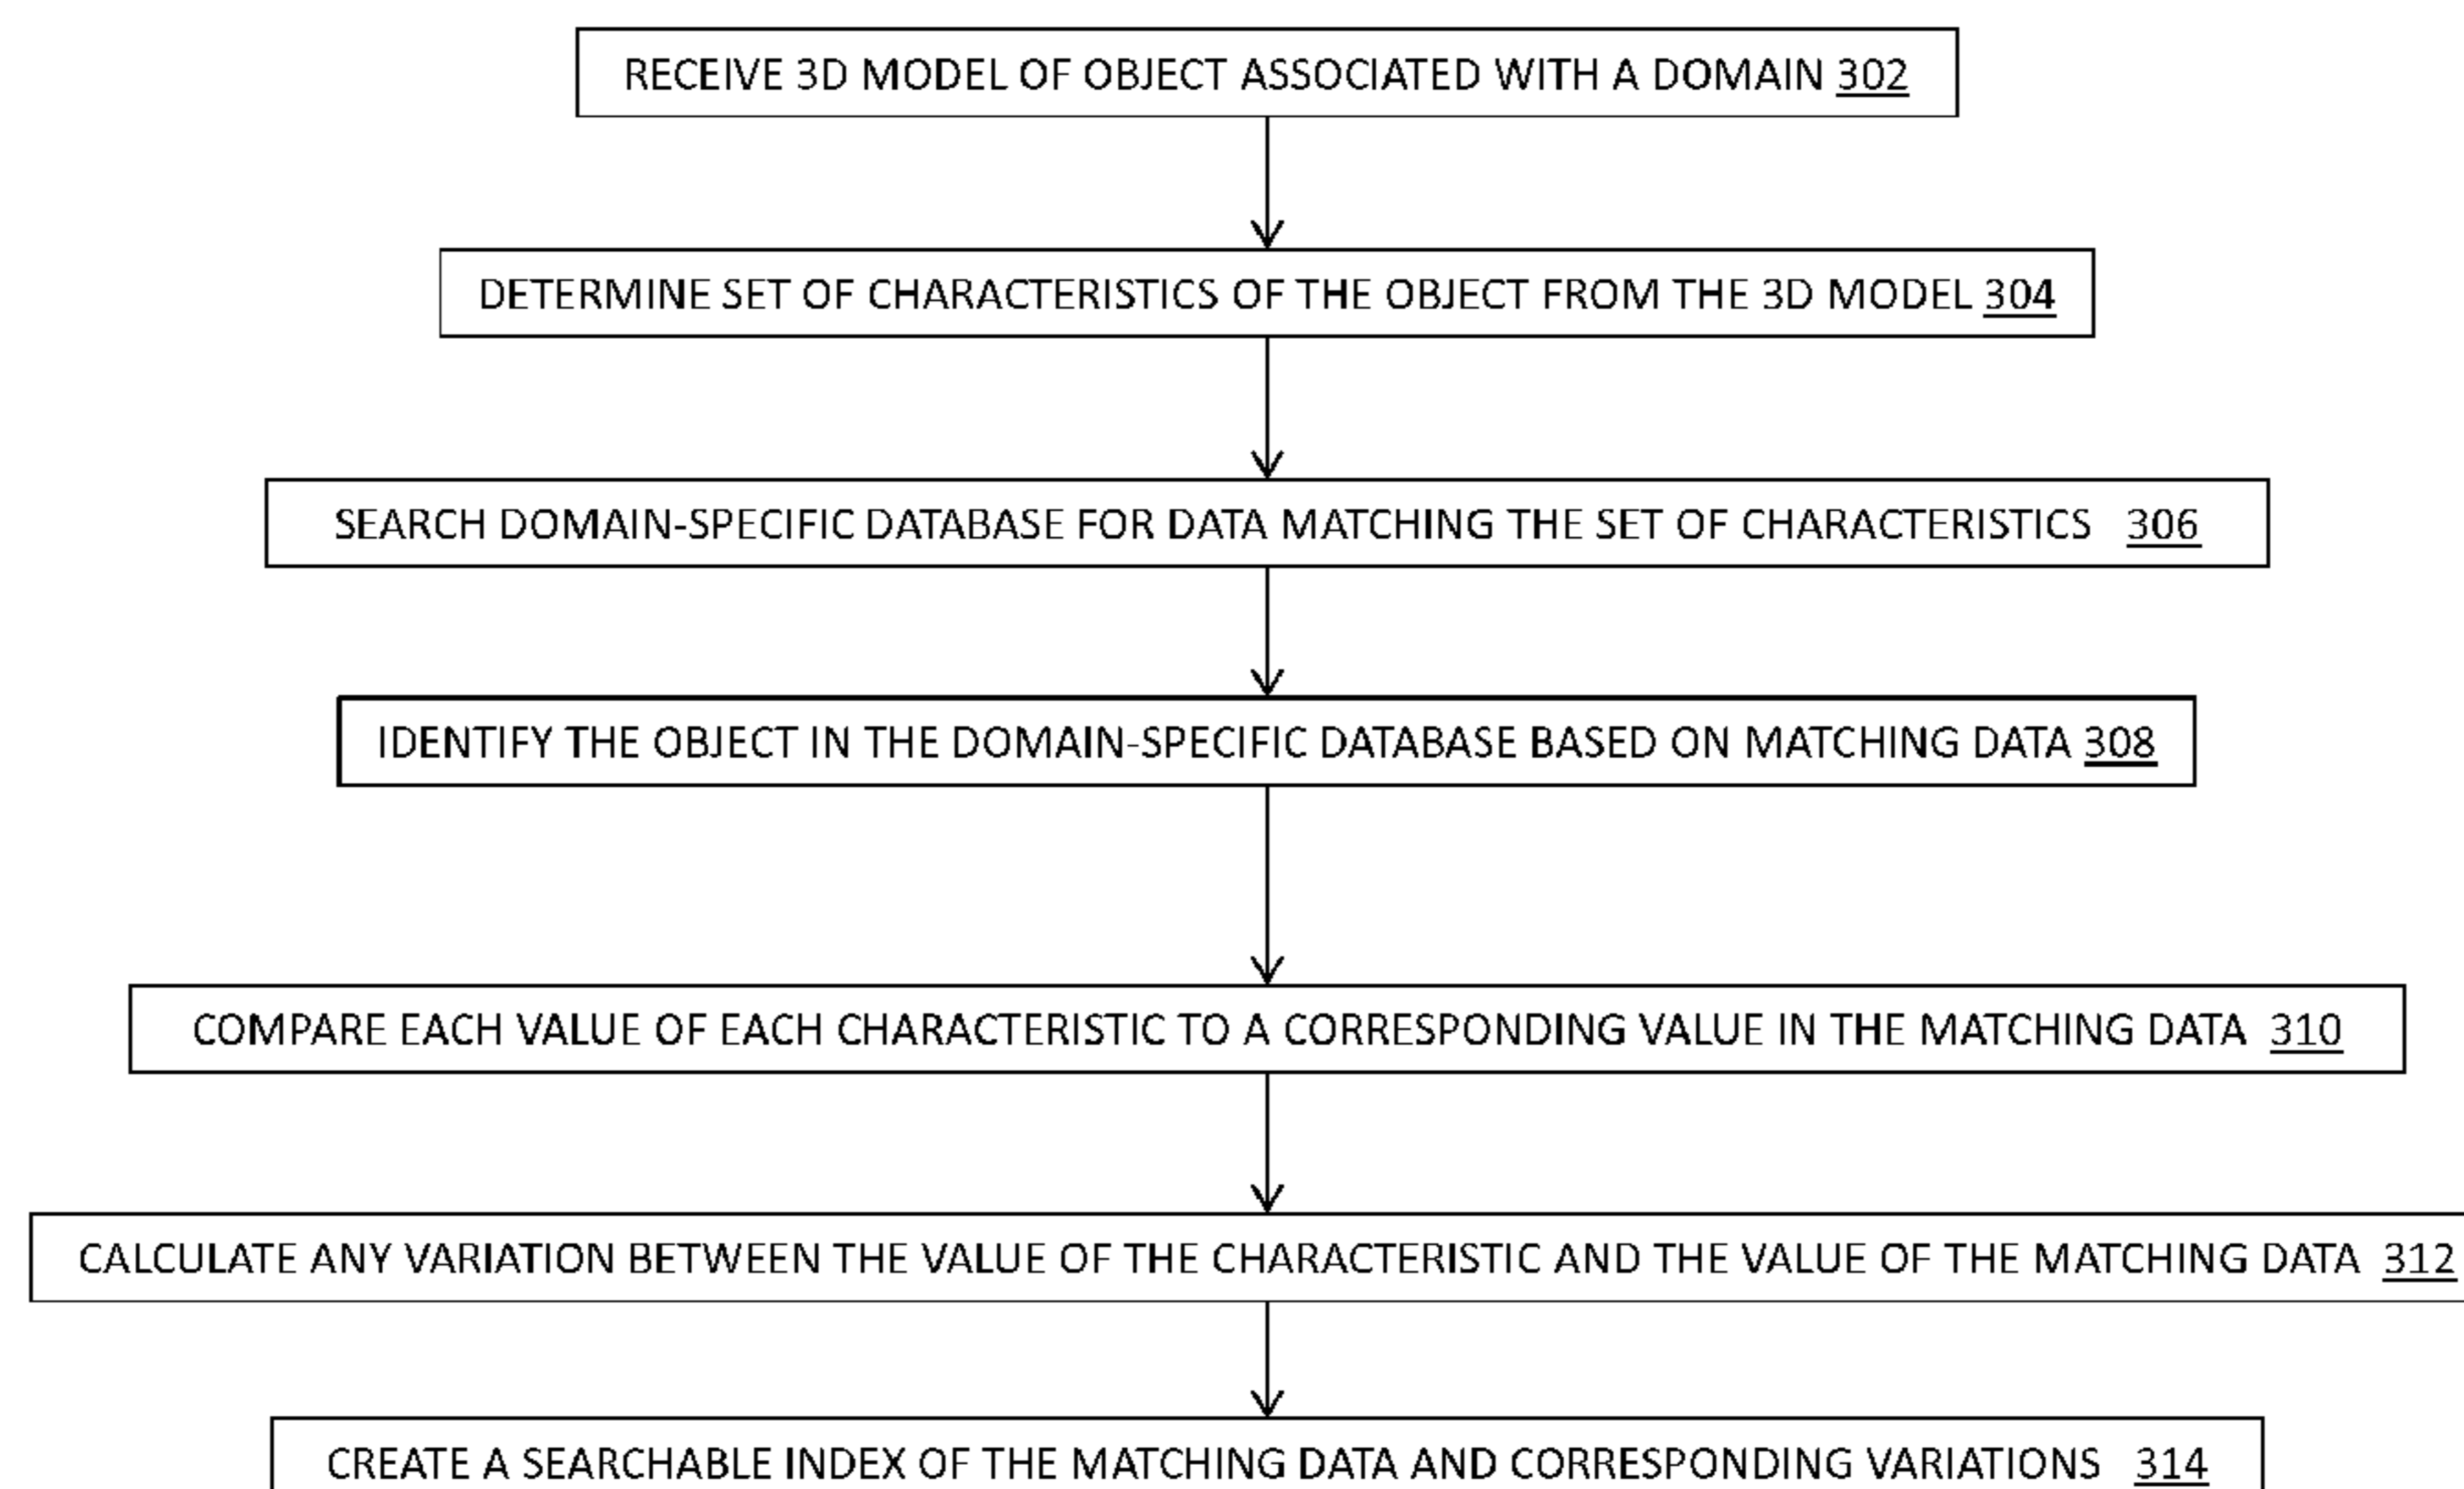 RECEIVE 3D MODEL OF OBJECT ASSOCIATED WITH A DOMAIN 302
DETERMINE SET OF CHARACTERISTICS OF THE OBJECT FROM THE 3D MODEL 304
SEARCH DOMAIN-SPECIFIC DATABASE FOR DATA MATCHING THE SET OF CHARACTERISTICS 306
IDENTIFY THE OBJECT IN THE DOMAIN-SPECIFIC DATABASE BASED ON MATCHING DATA 308
COMPARE EACH VALUE OF EACH CHARACTERISTIC TO A CORRESPONDING VALUE IN THE MATCHING DATA 310
CALCULATE ANY VARIATION BETWEEN THE VALUE OF THE CHARACTERISTIC AND THE VALUE OF THE MATCHING DATA 312
CREATE A SEARCHABLE INDEX OF THE MATCHING DATA AND CORRESPONDING VARIATIONS 314